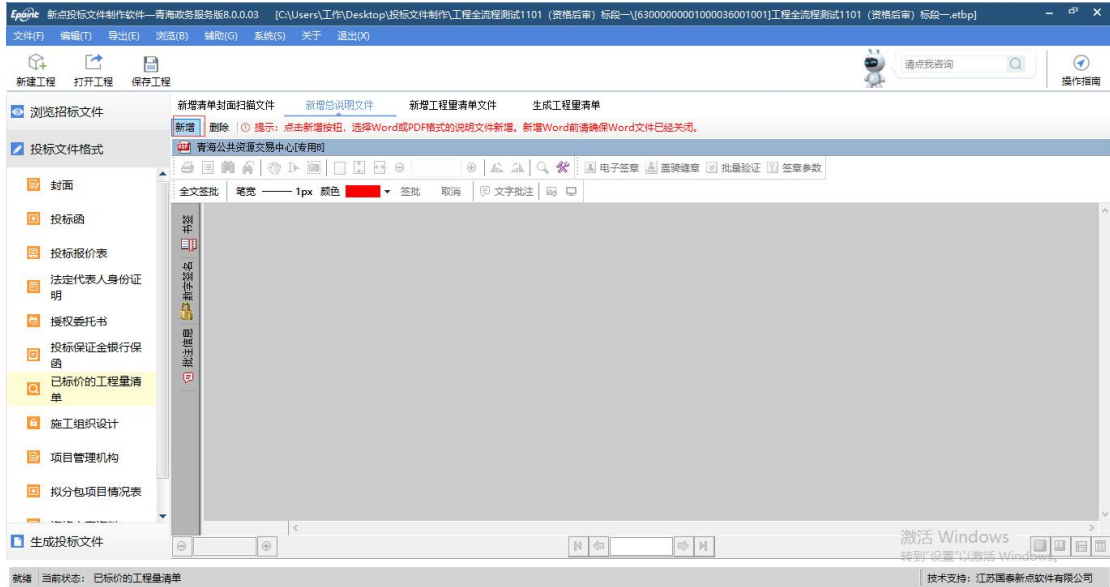 Epoint 新点投标文件制作软件—青海政务服务版8.0.0.03 [C:\Users\工作\Desktop\投标文件制作\工程全流程测试1101（资格后审）标段一\[6300000001000036001001]工程全流程测试1101（资格后审）标段一.etbp]
文件(F) 编辑(T) 导出(E) 浏览(B) 辅助(G) 系统(S) 关于 退出(X)
新建工程 打开工程 保存工程 请点我咨询 操作指南
浏览招标文件
投标文件格式
封面
投标函
投标报价表
法定代表人身份证
明
授权委托书
投标保证金银行保
函
已标价的工程量清
单
施工组织设计
项目管理机构
拟分包项目情况表
生成投标文件
新增清单封面扫描文件 新增总说明文件 新增工程量清单文件 生成工程量清单
新增 删除 提示：点击新增按钮，选择Word或PDF格式的说明文件新增。新增Word前请确保Word文件已经关闭。
青海公共资源交易中心[专用B]
电子签章 盖骑缝章 批量验证 签章参数
全文签批 笔宽 1px 颜色 签批 取消 文字批注
书签
数字签名
批注信息
激活 Windows
转到"设置"以激活 Windows。
就绪 当前状态：已标价的工程量清单 技术支持：江苏国泰新点软件有限公司